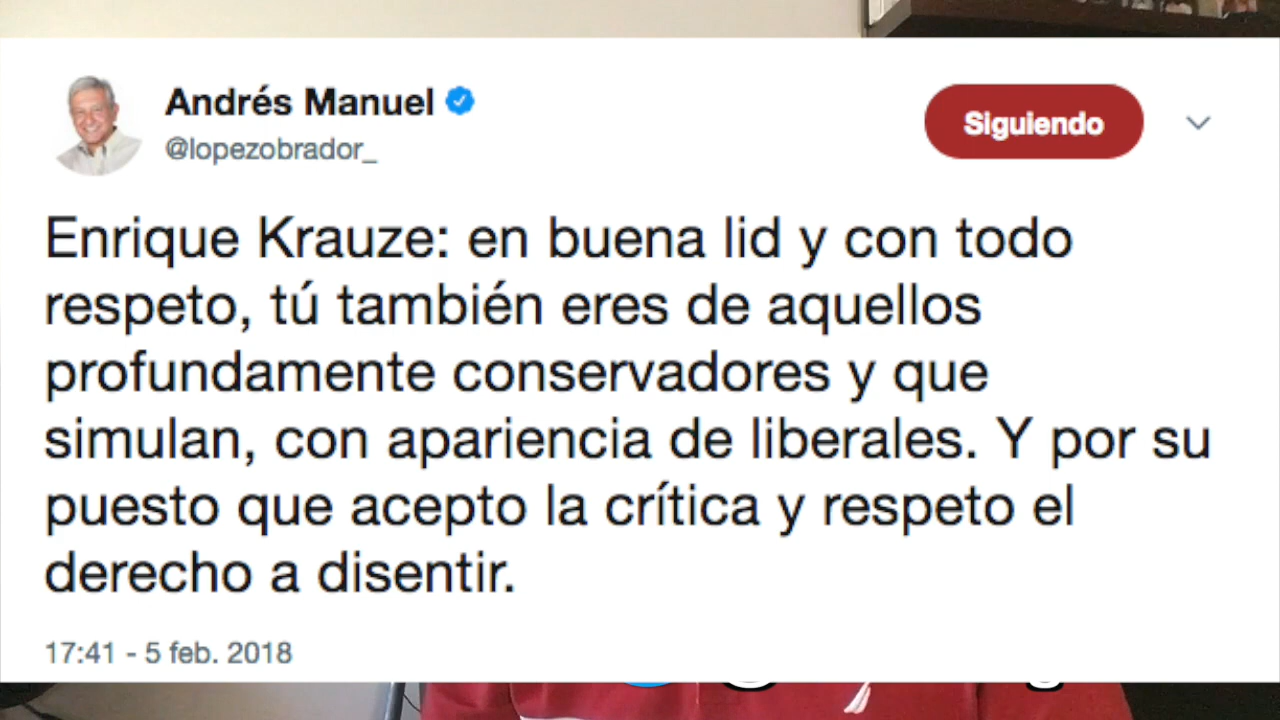 Andrés Manuel
@lopezobrador_
Siguiendo
Enrique Krauze: en buena lid y con todo
respeto, tú también eres de aquellos
profundamente conservadores y que
simulan, con apariencia de liberales. Y por su
puesto que acepto la crítica y respeto el
derecho a disentir.
17:41 - 5 feb. 2018